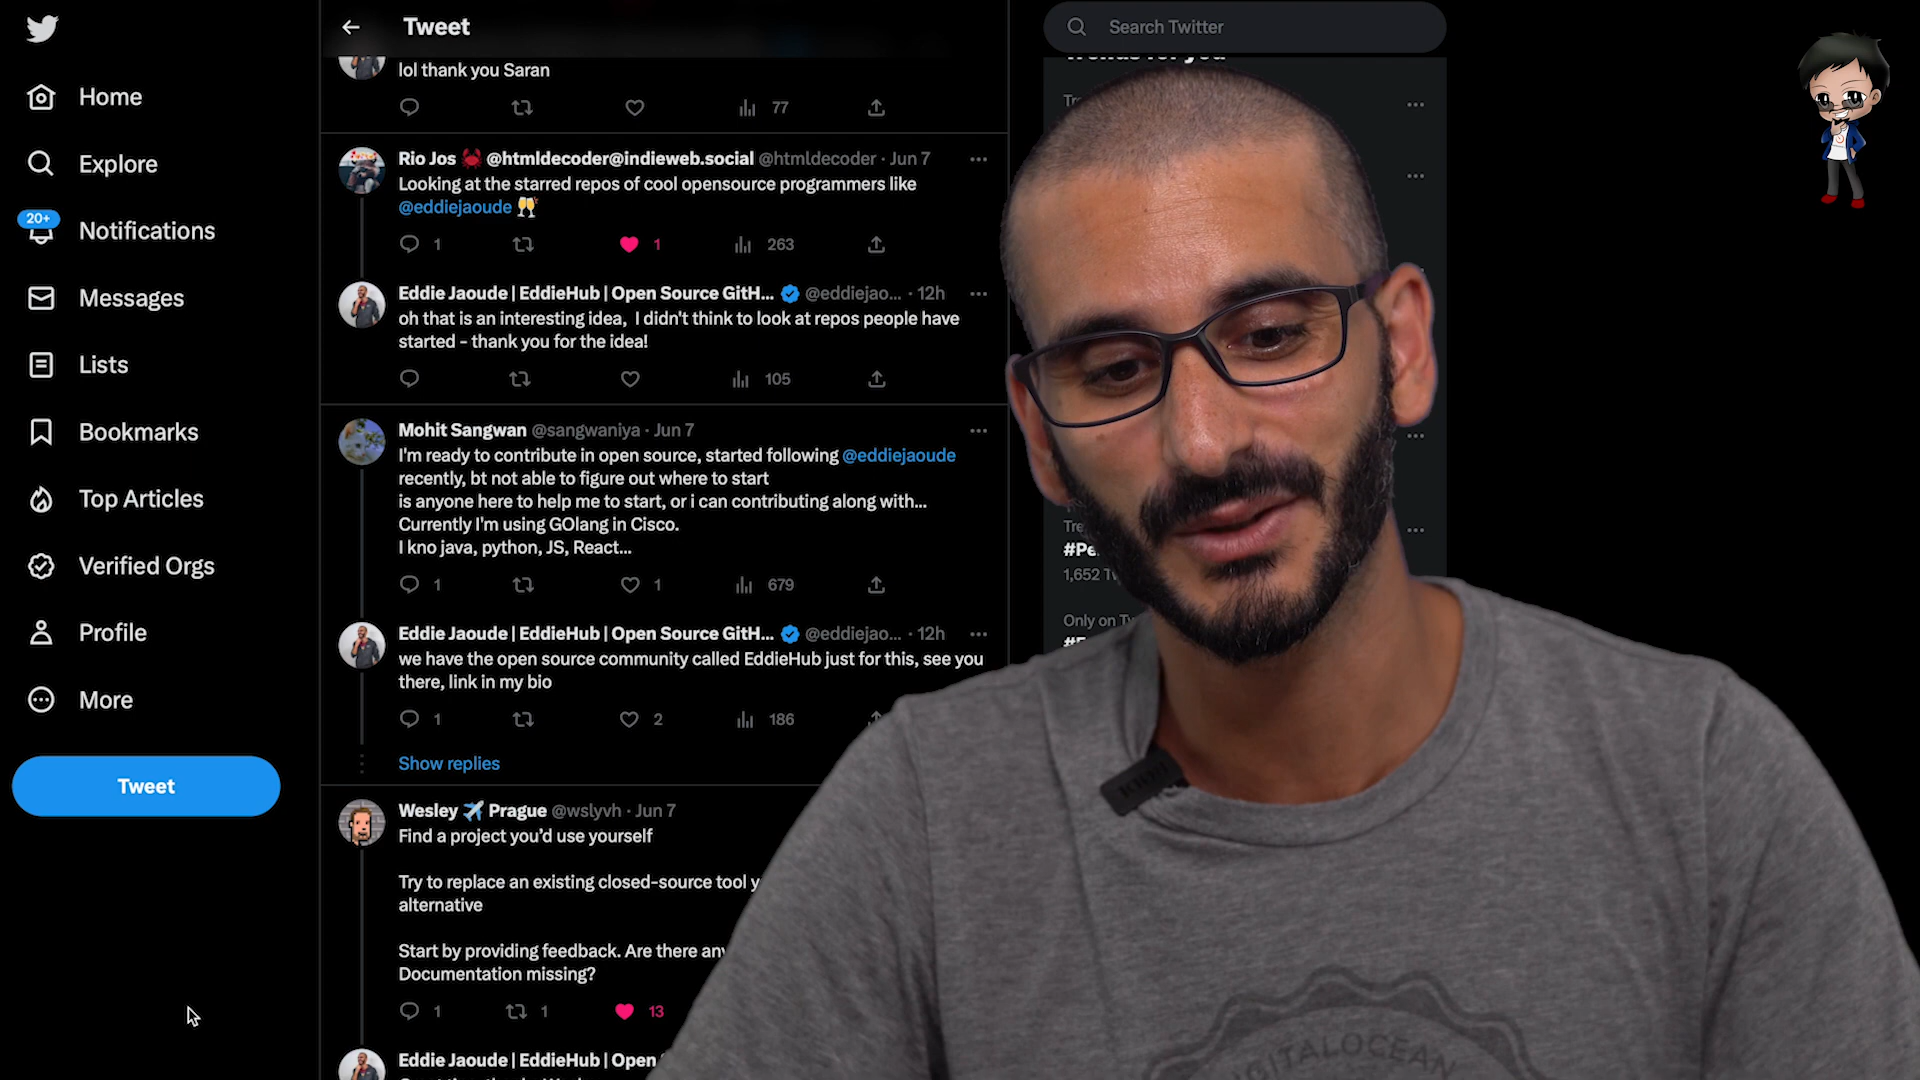 Tweet
Search Twitter
Home
Explore
20+
Notifications
Messages
Lists
Bookmarks
Top Articles
Verified Orgs
Profile
More
Tweet
lol thank you Saran
77
Rio Jos 🦀 @htmldecoder@indieweb.social @htmldecoder · Jun 7
Looking at the starred repos of cool opensource programmers like
@eddiejaoude 🥂
1 1 263
Eddie Jaoude | EddieHub | Open Source GitH... @eddiejao... · 12h
oh that is an interesting idea, I didn't think to look at repos people have
started - thank you for the idea!
105
Mohit Sangwan @sangwaniya · Jun 7
I'm ready to contribute in open source, started following @eddiejaoude
recently, bt not able to figure out where to start
is anyone here to help me to start, or i can contributing along with...
Currently I'm using GOlang in Cisco.
I kno java, python, JS, React...
1 1 679
Eddie Jaoude | EddieHub | Open Source GitH... @eddiejao... · 12h
we have the open source community called EddieHub just for this, see you
there, link in my bio
1 2 186
Show replies
Wesley ✈️ Prague @wslyvh · Jun 7
Find a project you’d use yourself
Try to replace an existing closed-source tool
alternative
Start by providing feedback. Are there
Documentation missing?
1 1 13
Eddie Jaoude | EddieHub | Open
Trends for you
#Pe
1,652
Only on
DIGITALOCEAN